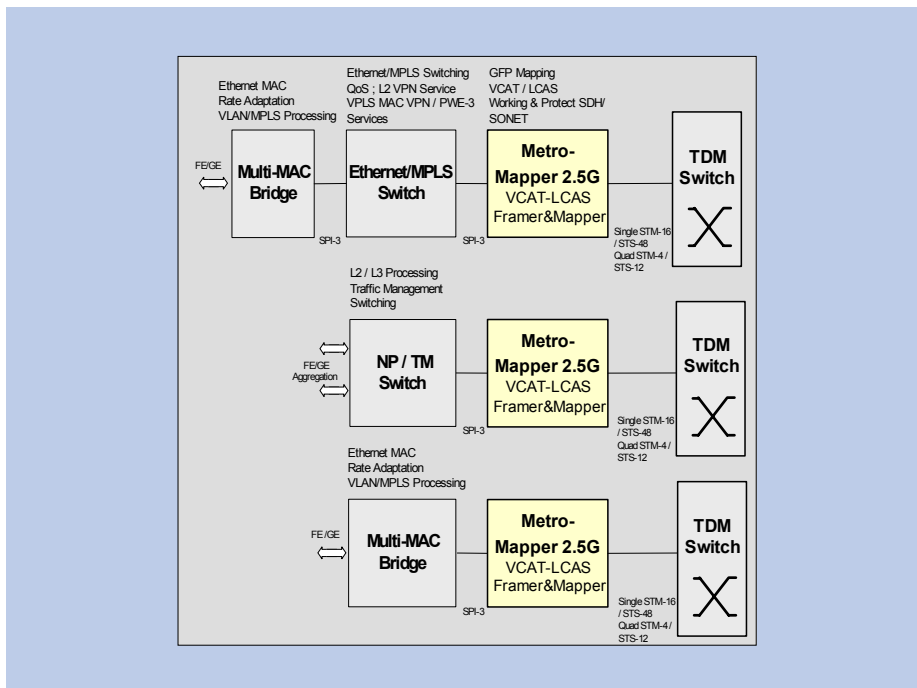 Ethernet MAC
Rate Adaptation
VLAN/MPLS Processing
Ethernet/MPLS Switching
QoS ; L2 VPN Service
VPLS MAC VPN / PWE-3
Services
GFP Mapping
VCAT / LCAS
Working & Protect SDH/
SONET
FE/GE
Multi-MAC
Bridge
SPI-3
Ethernet/MPLS
Switch
SPI-3
Metro-
Mapper 2.5G
VCAT-LCAS
Framer&Mapper
Single STM-16
/ STS-48
Quad STM-4 /
STS-12
TDM
Switch
L2 / L3 Processing
Traffic Management
Switching
FE/GE
Aggregation
NP / TM
Switch
SPI-3
Metro-
Mapper 2.5G
VCAT-LCAS
Framer&Mapper
Single STM-16
/ STS-48
Quad STM-4 /
STS-12
TDM
Switch
Ethernet MAC
Rate Adaptation
VLAN/MPLS Processing
FE/GE
Multi-MAC
Bridge
SPI-3
Metro-
Mapper 2.5G
VCAT-LCAS
Framer&Mapper
Single STM-16
/ STS-48
Quad STM-4 /
STS-12
TDM
Switch